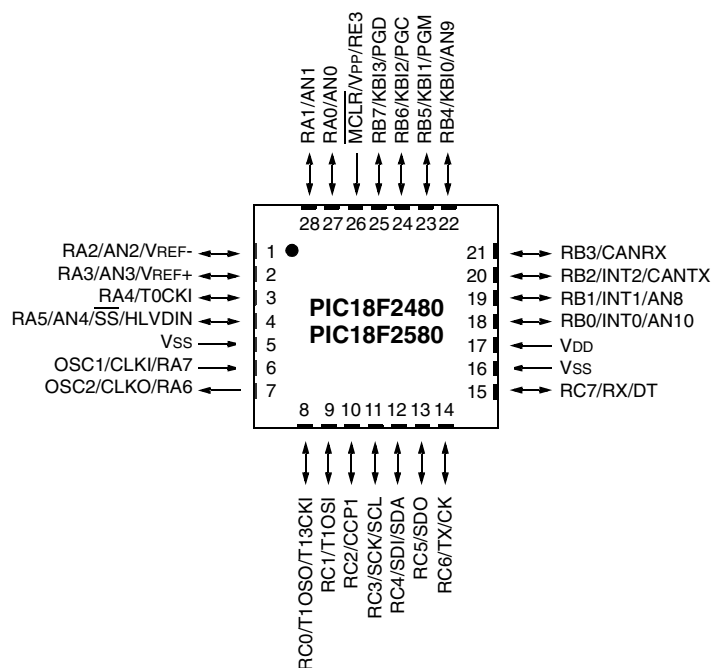 RA1/AN1
RA0/AN0
MCLR/VPP/RE3
RB7/KBI3/PGD
RB6/KBI2/PGC
RB5/KBI1/PGM
RB4/KBI0/AN9
28 27 26 25 24 23 22
RA2/AN2/VREF- 1
RA3/AN3/VREF+ 2
RA4/T0CKI 3
RA5/AN4/SS/HLVDIN 4
VSS 5
OSC1/CLKI/RA7 6
OSC2/CLKO/RA6 7
PIC18F2480
PIC18F2580
21 RB3/CANRX
20 RB2/INT2/CANTX
19 RB1/INT1/AN8
18 RB0/INT0/AN10
17 VDD
16 VSS
15 RC7/RX/DT
8 9 10 11 12 13 14
RC0/T1OSO/T13CKI
RC1/T1OSI
RC2/CCP1
RC3/SCK/SCL
RC4/SDI/SDA
RC5/SDO
RC6/TX/CK